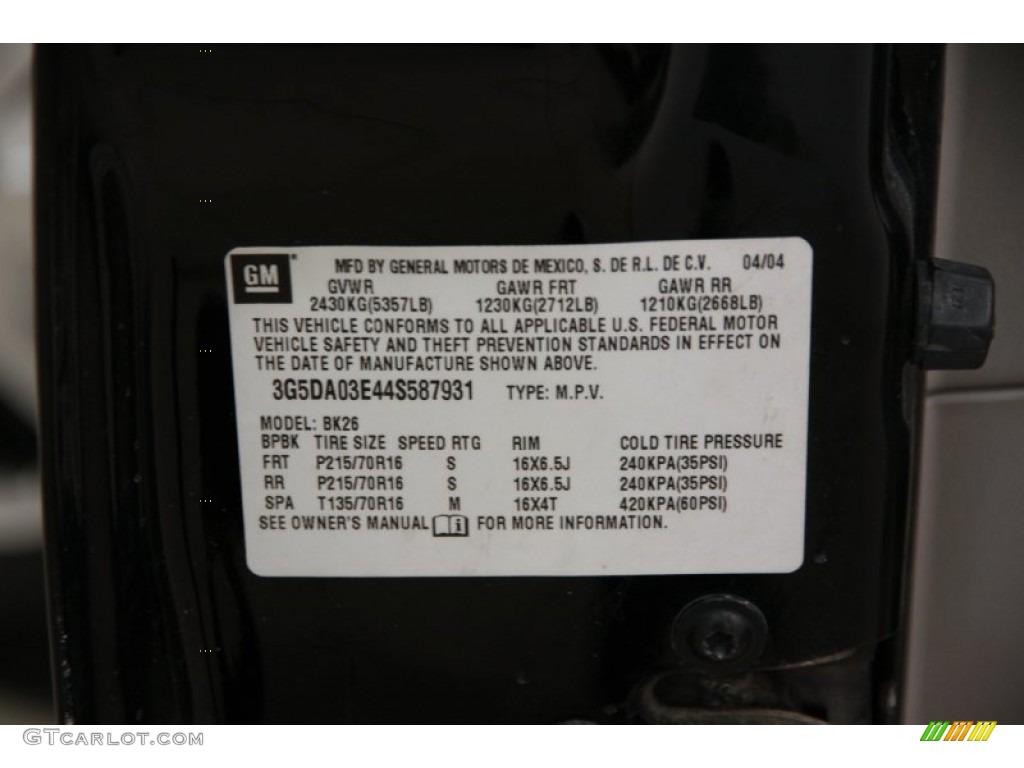 GM
MFD BY GENERAL MOTORS DE MEXICO, S. DE R.L. DE C.V. 04/04
GVWR GAWR FRT GAWR RR
2430KG(5357LB) 1230KG(2712LB) 1210KG(2668LB)
THIS VEHICLE CONFORMS TO ALL APPLICABLE U.S. FEDERAL MOTOR
VEHICLE SAFETY AND THEFT PREVENTION STANDARDS IN EFFECT ON
THE DATE OF MANUFACTURE SHOWN ABOVE.
3G5DA03E44S587931 TYPE: M.P.V.
MODEL: BK26
BPBK TIRE SIZE SPEED RTG RIM COLD TIRE PRESSURE
FRT P215/70R16 S 16X6.5J 240KPA(35PSI)
RR P215/70R16 S 16X6.5J 240KPA(35PSI)
SPA T135/70R16 M 16X4T 420KPA(60PSI)
SEE OWNER'S MANUAL FOR MORE INFORMATION.
GTCarlot.com